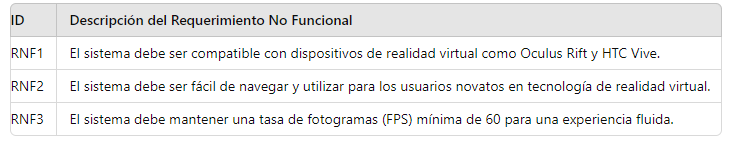 ID Descripción del Requerimiento No Funcional
RNF1 El sistema debe ser compatible con dispositivos de realidad virtual como Oculus Rift y HTC Vive.
RNF2 El sistema debe ser fácil de navegar y utilizar para los usuarios novatos en tecnología de realidad virtual.
RNF3 El sistema debe mantener una tasa de fotogramas (FPS) mínima de 60 para una experiencia fluida.